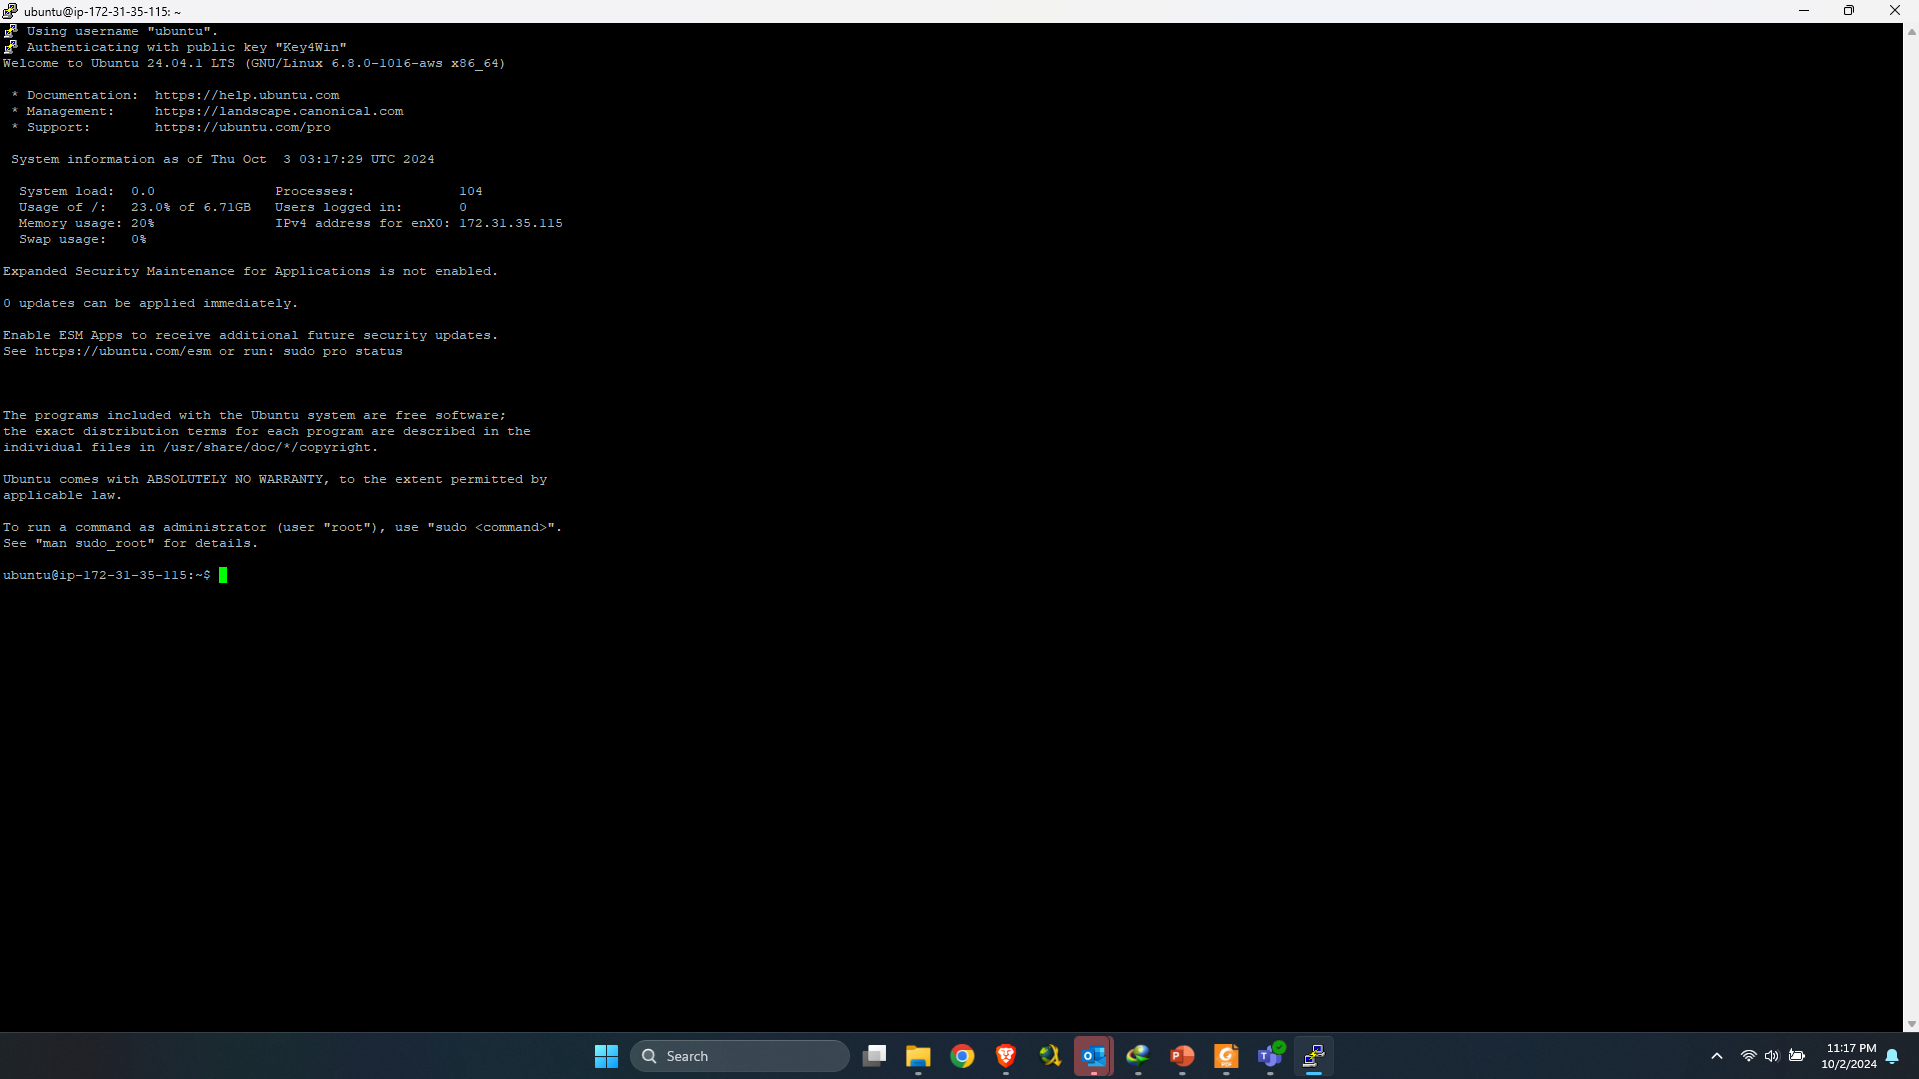 ubuntu@ip-172-31-35-115: ~
Using username "ubuntu".
Authenticating with public key "Key4Win"
Welcome to Ubuntu 24.04.1 LTS (GNU/Linux 6.8.0-1016-aws x86_64)
* Documentation: https://help.ubuntu.com
* Management: https://landscape.canonical.com
* Support: https://ubuntu.com/pro
System information as of Thu Oct  3 03:17:29 UTC 2024
System load: 0.0 Processes: 104
Usage of /: 23.0% of 6.71GB Users logged in: 0
Memory usage: 20% IPv4 address for enX0: 172.31.35.115
Swap usage: 0%
Expanded Security Maintenance for Applications is not enabled.
0 updates can be applied immediately.
Enable ESM Apps to receive additional future security updates.
See https://ubuntu.com/esm or run: sudo pro status
The programs included with the Ubuntu system are free software;
the exact distribution terms for each program are described in the
individual files in /usr/share/doc/*/copyright.
Ubuntu comes with ABSOLUTELY NO WARRANTY, to the extent permitted by
applicable law.
To run a command as administrator (user "root"), use "sudo <command>".
See "man sudo_root" for details.
ubuntu@ip-172-31-35-115:~$
Search
11:17 PM
10/2/2024